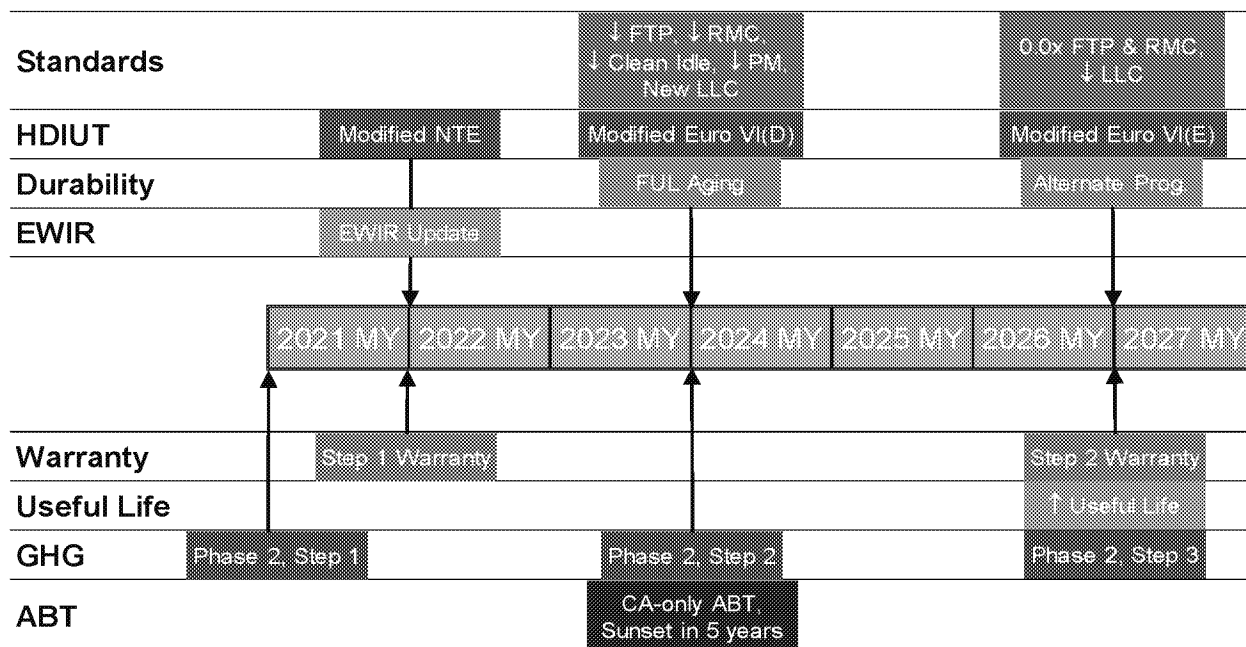 Standards
↓ FTP, ↓ RMC,
↓ Clean Idle, ↓ PM,
New LLC
0.0x FTP & RMC,
↓ LLC
HDIUT
Modified NTE
Modified Euro VI(D)
Modified Euro VI(E)
Durability
FUL Aging
Alternate Prog
EWIR
EWIR Update
2021 MY
2022 MY
2023 MY
2024 MY
2025 MY
2026 MY
2027 MY
Warranty
Step 1 Warranty
Step 2 Warranty
Useful Life
↑ Useful Life
GHG
Phase 2, Step 1
Phase 2, Step 2
Phase 2, Step 3
ABT
CA-only ABT
Sunset in 5 years